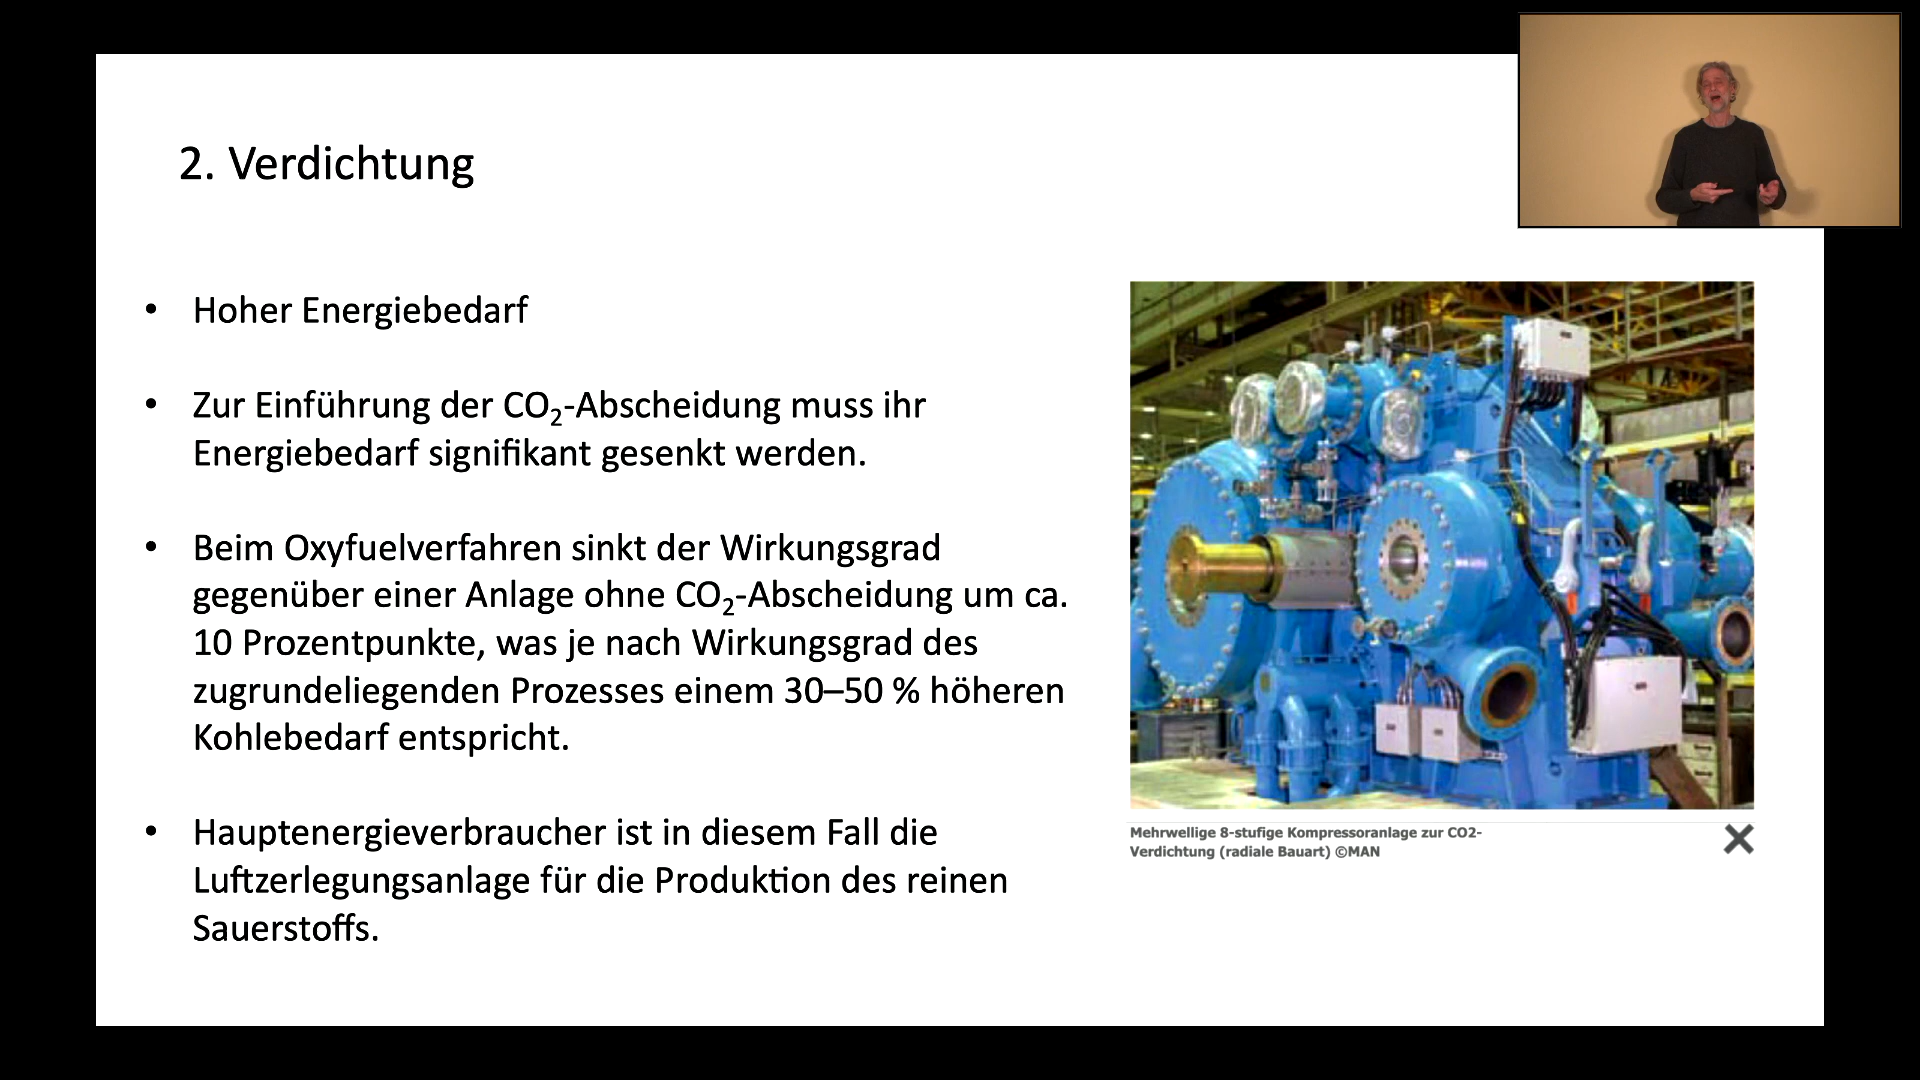 2. Verdichtung
• Hoher Energiebedarf
• Zur Einführung der CO₂-Abscheidung muss ihr
Energiebedarf signifikant gesenkt werden.
• Beim Oxyfuelverfahren sinkt der Wirkungsgrad
gegenüber einer Anlage ohne CO₂-Abscheidung um ca.
10 Prozentpunkte, was je nach Wirkungsgrad des
zugrundeliegenden Prozesses einem 30–50 % höheren
Kohlebedarf entspricht.
• Hauptenergieverbraucher ist in diesem Fall die
Luftzerlegungsanlage für die Produktion des reinen
Sauerstoffs.
Mehrwellige 8-stufige Kompressoranlage zur CO2-
Verdichtung (radiale Bauart) ©MAN